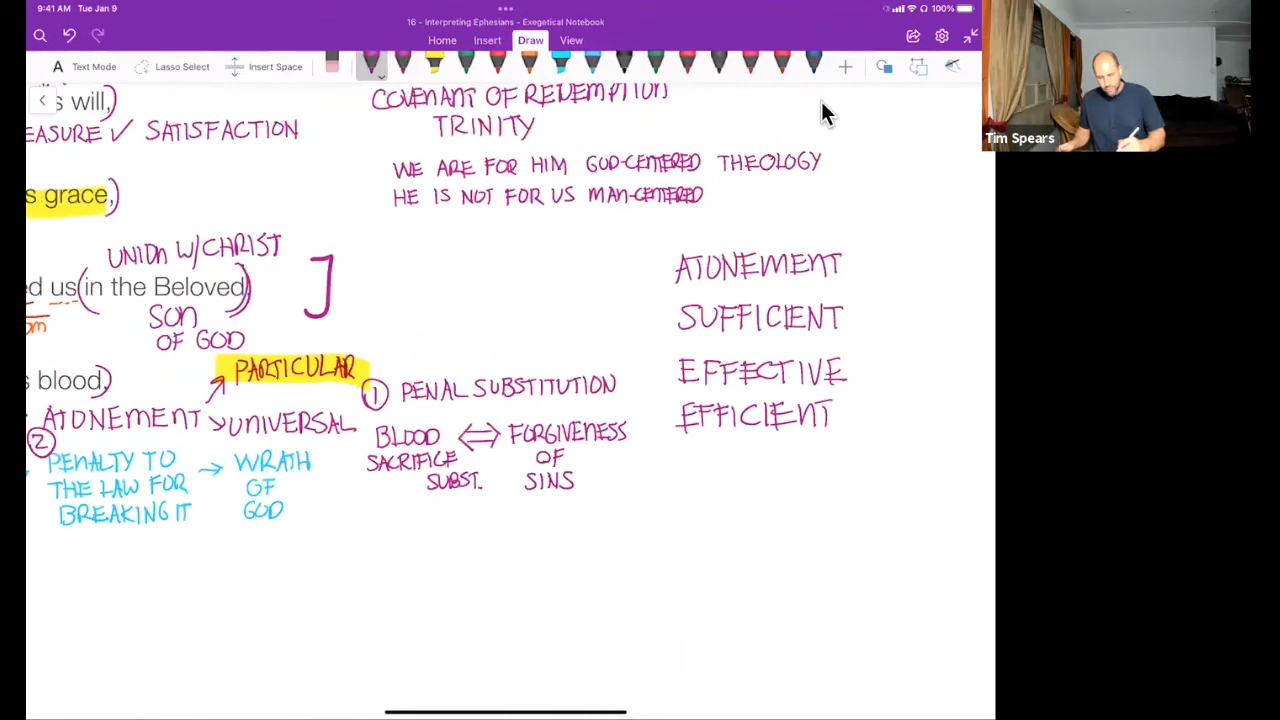 9:41 AM Tue Jan 9
100%
16 - Interpreting Ephesians - Exegetical Notebook
Home Insert Draw View
A Text Mode Lasso Select Insert Space
Tim Spears
s will,)
EASURE ✓ SATISFACTION
COVENANT OF REDEMPTION
TRINITY
WE ARE FOR HIM GOD-CENTERED THEOLOGY
HE IS NOT FOR US MAN-CENTERED
s grace,)
UNION W/CHRIST
ed us (in the Beloved)
om
SON
OF GOD
]
ATONEMENT
SUFFICIENT
EFFECTIVE
EFFICIENT
s blood,)
PARTICULAR
ATONEMENT
UNIVERSAL
① PENAL SUBSTITUTION
BLOOD ⇔ FORGIVENESS
SACRIFICE OF
SUBST. SINS
②
PENALTY TO → WRATH
THE LAW FOR OF
BREAKING IT GOD